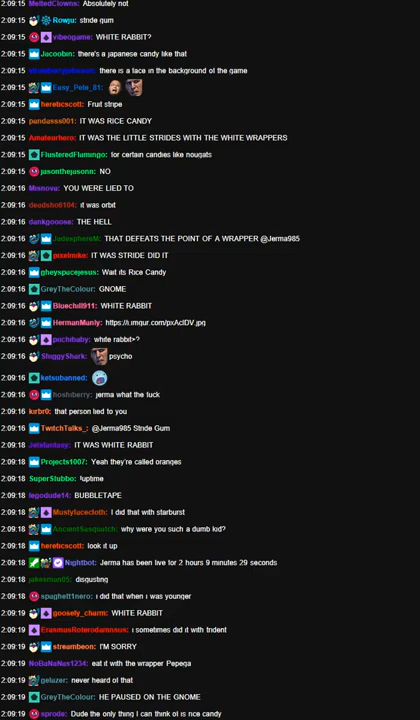 2:09:15 MeltedClowns: Absolutely not
2:09:15 Rowju: stride gum
2:09:15 vibeogame: WHITE RABBIT?
2:09:15 Jacoobin: there's a japanese candy like that
2:09:15 there is a face in the background of the game
2:09:15 Easy_Pete_81:
2:09:15 hereticscott: Fruit stripe
2:09:15 pandasss001: IT WAS RICE CANDY
2:09:15 Amateurhero: IT WAS THE LITTLE STRIDES WITH THE WHITE WRAPPERS
2:09:15 FlusteredFlamingo: for certain candies like nougats
2:09:15 jasonthejasonn: NO
2:09:16 Misnova: YOU WERE LIED TO
2:09:16 deadsho6104: it was orbit
2:09:16 dankgooose: THE HELL
2:09:16 JadesphereM: THAT DEFEATS THE POINT OF A WRAPPER @Jerma985
2:09:16 pixelmike: IT WAS STRIDE DID IT
2:09:16 gheyspacejesus: Wait its Rice Candy
2:09:16 GreyTheColour: GNOME
2:09:16 Bluechill911: WHITE RABBIT
2:09:16 HermanManly: https://i.imgur.com/pxAcIDV.jpg
2:09:16 pochibaby: white rabbit>?
2:09:16 ShiggyShark: psycho
2:09:16 ketsubanned:
2:09:17 hoshiberry: jerma what the fuck
2:09:17 kirbr0: that person lied to you
2:09:18 TwitchTalks_: @Jerma985 Stride Gum
2:09:18 Jetefantasy: IT WAS WHITE RABBIT
2:09:18 Projects1007: Yeah they're called oranges
2:09:18 SuperStubbo: !uptime
2:09:18 legodude14: BUBBLETAPE
2:09:18 Mustyfacecloth: I did that with starburst
2:09:18 AncientSasquatch: why were you such a dumb kid?
2:09:18 hereticscott: look it up
2:09:18 Nightbot: Jerma has been live for 2 hours 9 minutes 29 seconds
2:09:18 jakesman05: disgusting
2:09:18 spaghett1nero: i did that when i was younger
2:09:19 goosely_charm: WHITE RABBIT
2:09:19 ErasmusRoterodammus: i sometimes did it with trident
2:09:19 streambeon: I'M SORRY
2:09:19 NoBaNaNas1234: eat it with the wrapper Pepega
2:09:19 gelazer: never heard of that
2:09:19 GreyTheColour: HE PAUSED ON THE GNOME
2:09:19 sprode: Dude the only thing I can think of is rice candy